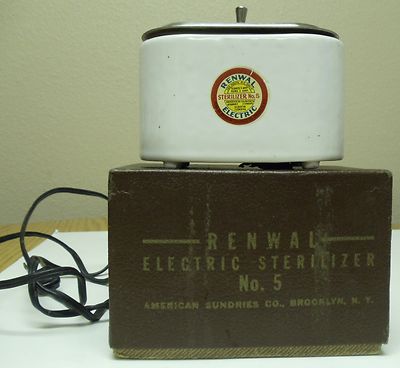 RENWAL
STERILIZER No. 5
ELECTRIC
RENWAL
ELECTRIC STERILIZER
No. 5
AMERICAN SUNDRIES CO., BROOKLYN, N. Y.